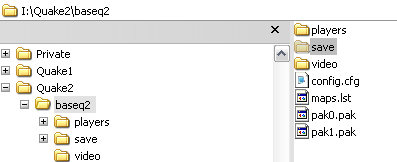 I:\Quake2\baseq2
Private
Quake1
Quake2
baseq2
players
save
video
players
save
video
config.cfg
maps.lst
pak0.pak
pak1.pak